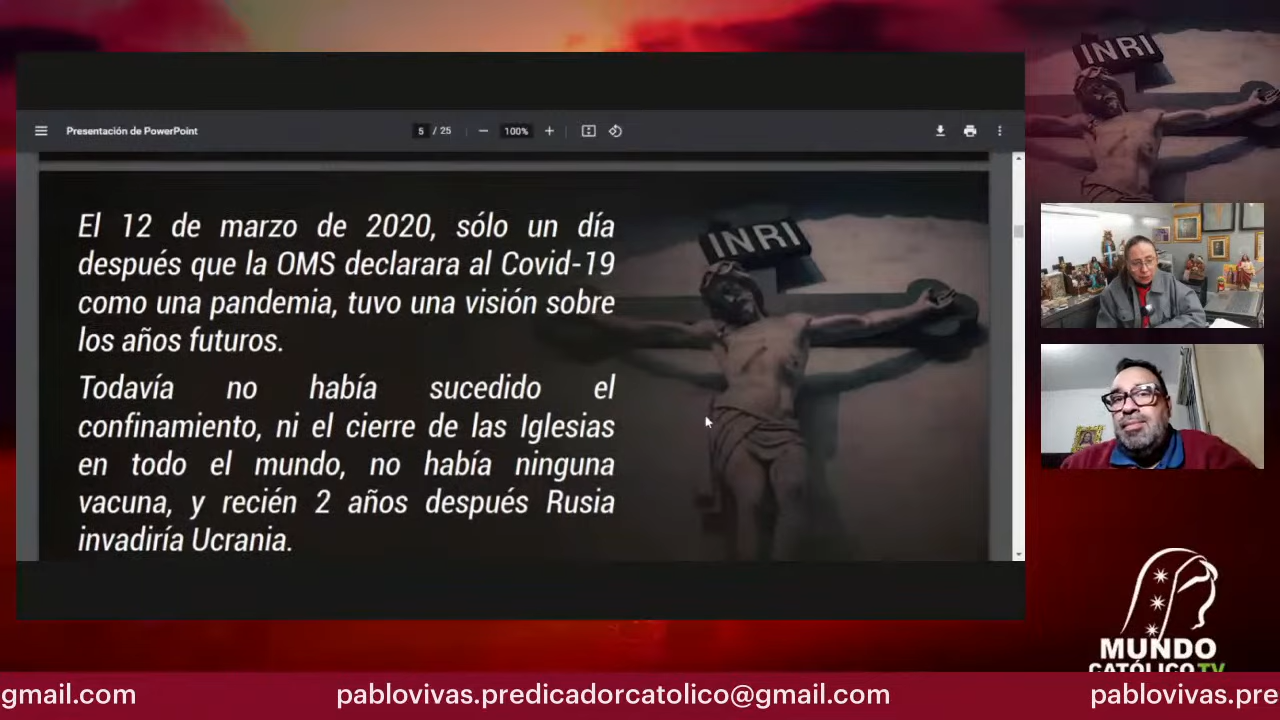 INRI
Presentación de PowerPoint
5 / 25
100%
El 12 de marzo de 2020, sólo un día
después que la OMS declarara al Covid-19
como una pandemia, tuvo una visión sobre
los años futuros.
Todavía no había sucedido el
confinamiento, ni el cierre de las Iglesias
en todo el mundo, no había ninguna
vacuna, y recién 2 años después Rusia
invadiría Ucrania.
INRI
MUNDO
CATÓLICO.TV
gmail.com
pablovivas.predicadorcatolico@gmail.com
pablovivas.pre